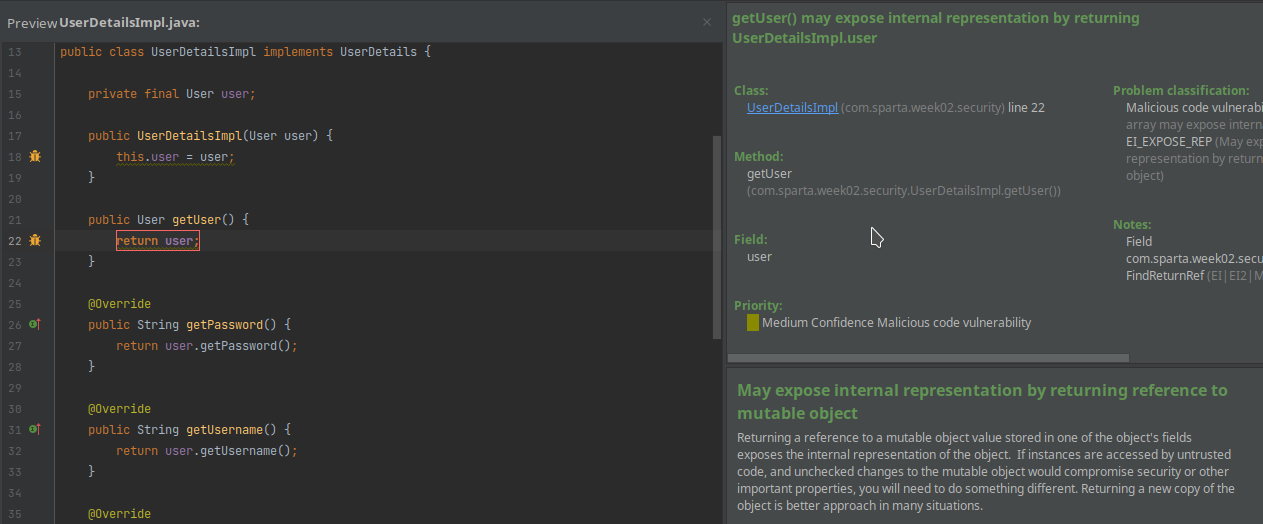 Preview UserDetailsImpl.java:
13 public class UserDetailsImpl implements UserDetails {
14
15 private final User user;
16
17 public UserDetailsImpl(User user) {
18 this.user = user;
19 }
20
21 public User getUser() {
22 return user;
23 }
24
25 @Override
26 public String getPassword() {
27 return user.getPassword();
28 }
29
30 @Override
31 public String getUsername() {
32 return user.getUsername();
33 }
34
35 @Override
getUser() may expose internal representation by returning
UserDetailsImpl.user
Class:
UserDetailsImpl (com.sparta.week02.security) line 22
Method:
getUser
(com.sparta.week02.security.UserDetailsImpl.getUser())
Field:
user
Priority:
Medium Confidence Malicious code vulnerability
Problem classification:
Malicious code vulnerabi
array may expose intern
EI_EXPOSE_REP (May exp
representation by return
object)
Notes:
Field
com.sparta.week02.secu
FindReturnRef (EI|EI2|M
May expose internal representation by returning reference to
mutable object
Returning a reference to a mutable object value stored in one of the object's fields
exposes the internal representation of the object.  If instances are accessed by untrusted
code, and unchecked changes to the mutable object would compromise security or other
important properties, you will need to do something different. Returning a new copy of the
object is better approach in many situations.